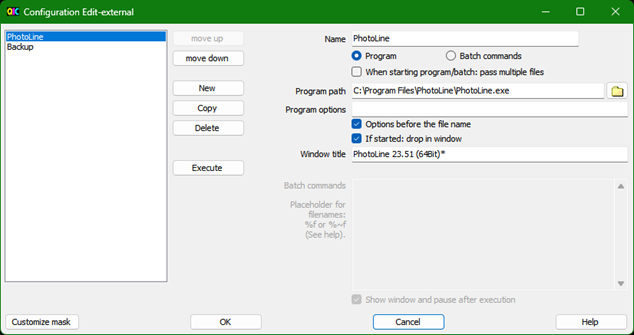 Configuration Edit-external
PhotoLine
Backup
move up
move down
New
Copy
Delete
Execute
Name PhotoLine
Program Batch commands
When starting program/batch: pass multiple files
Program path C:\Program Files\PhotoLine\PhotoLine.exe
Program options
Options before the file name
If started: drop in window
Window title PhotoLine 23.51 (64Bit)*
Batch commands
Placeholder for
filenames:
%f or %~f
(See help).
Show window and pause after execution
Customize mask OK Cancel Help